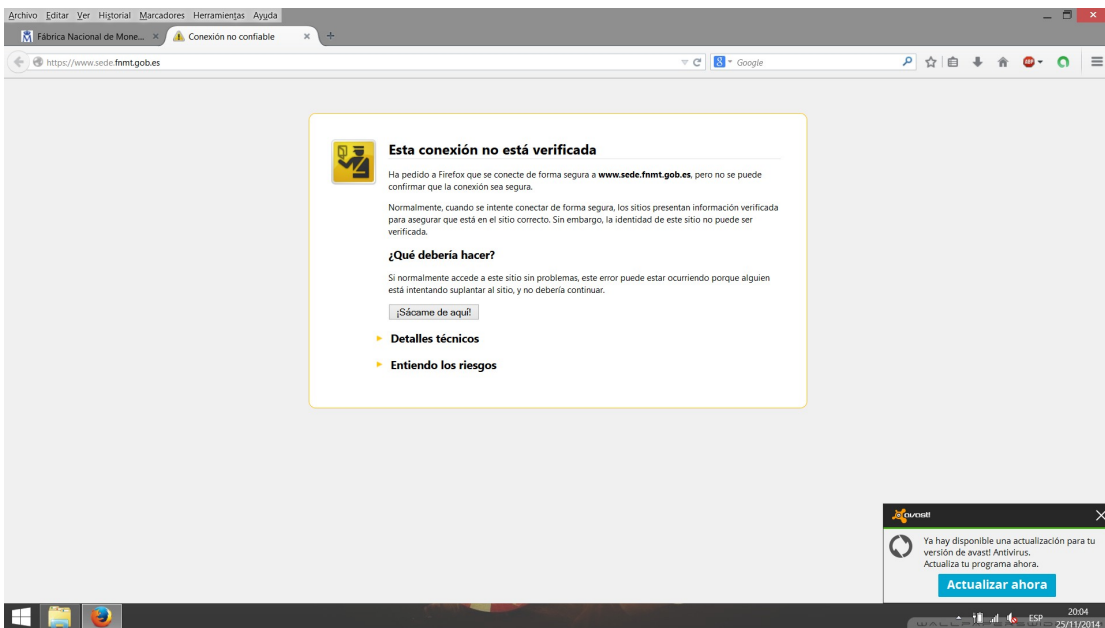 Archivo Editar Ver Historial Marcadores Herramientas Ayuda
Fábrica Nacional de Mone... × Conexión no confiable × +
https://www.sede.fnmt.gob.es Google
Esta conexión no está verificada
Ha pedido a Firefox que se conecte de forma segura a www.sede.fnmt.gob.es, pero no se puede
confirmar que la conexión sea segura.
Normalmente, cuando se intente conectar de forma segura, los sitios presentan información verificada
para asegurar que está en el sitio correcto. Sin embargo, la identidad de este sitio no puede ser
verificada.
¿Qué debería hacer?
Si normalmente accede a este sitio sin problemas, este error puede estar ocurriendo porque alguien
está intentando suplantar al sitio, y no debería continuar.
¡Sácame de aquí!
Detalles técnicos
Entiendo los riesgos
avast!
Ya hay disponible una actualización para tu
versión de avast! Antivirus.
Actualiza tu programa ahora.
Actualizar ahora
ESP
20:04
25/11/2014